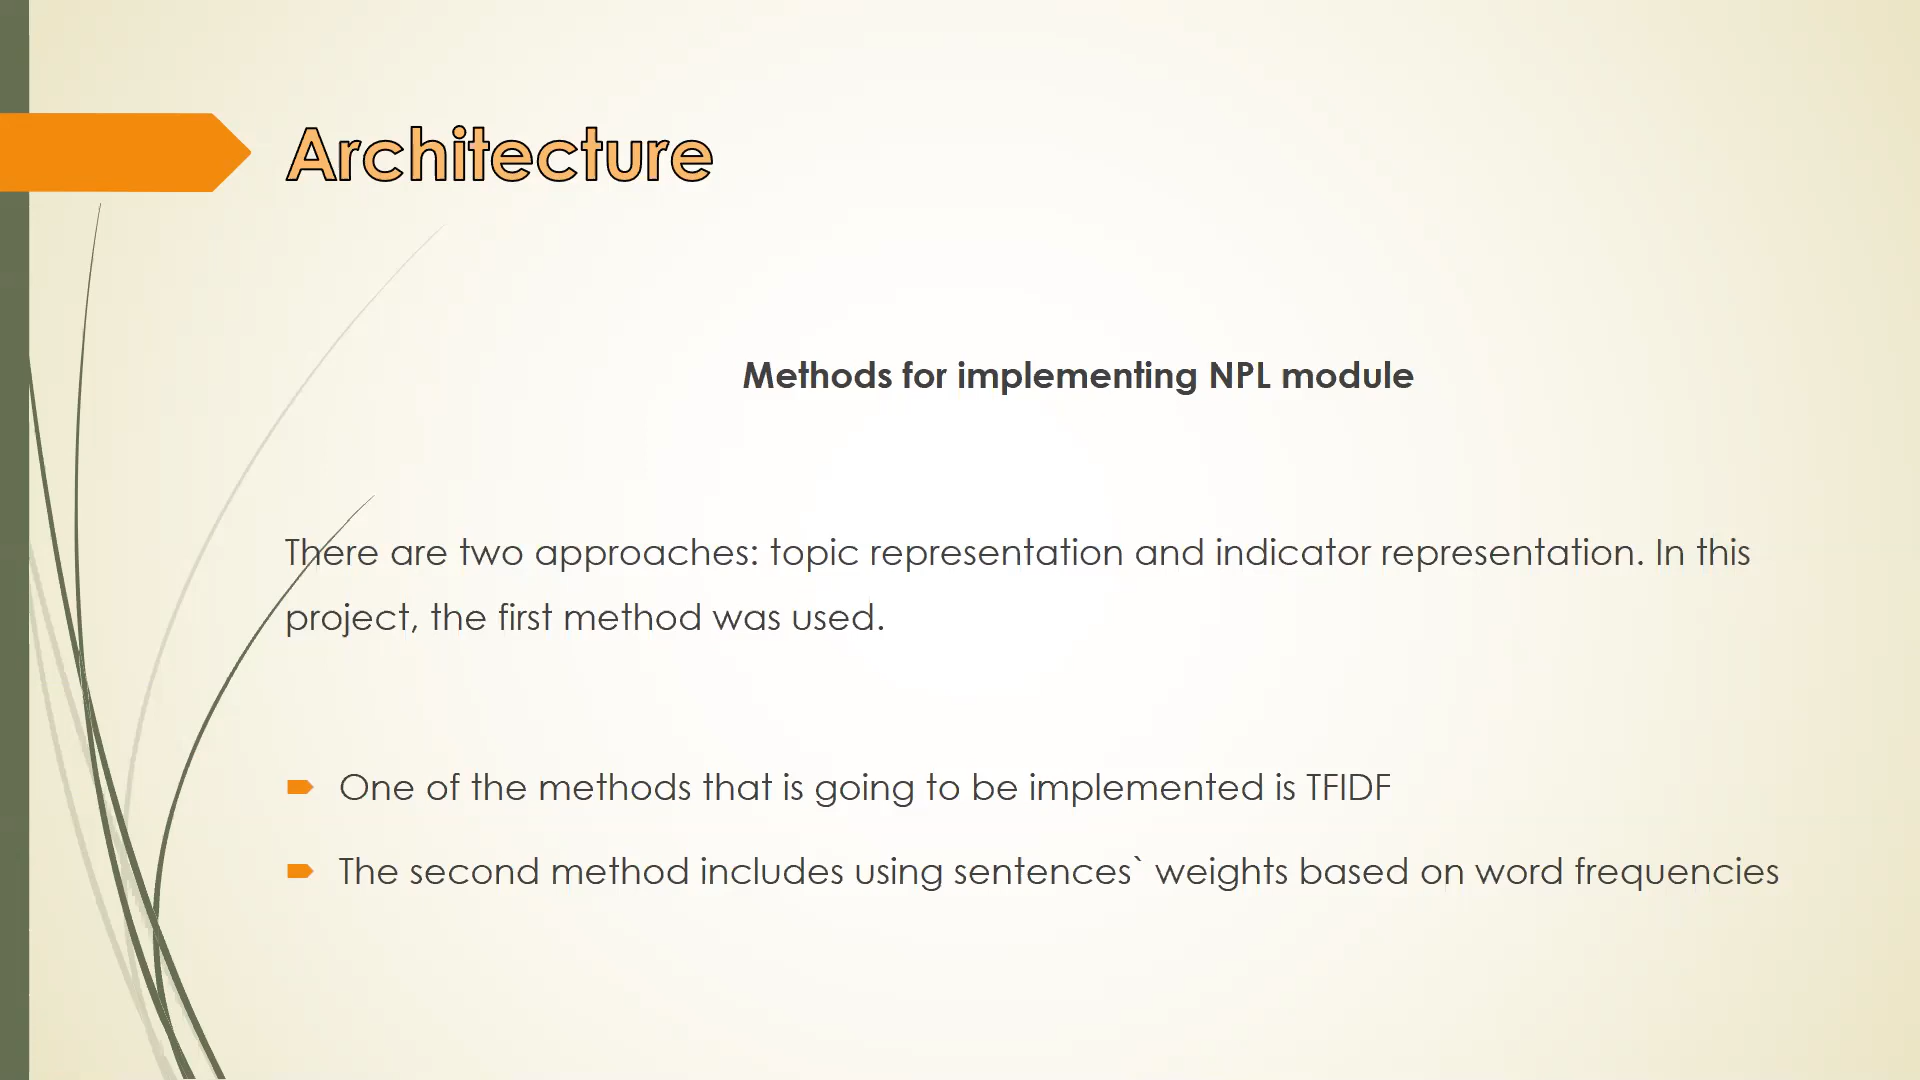 Architecture
Methods for implementing NPL module
There are two approaches: topic representation and indicator representation. In this
project, the first method was used.
One of the methods that is going to be implemented is TFIDF
The second method includes using sentences` weights based on word frequencies